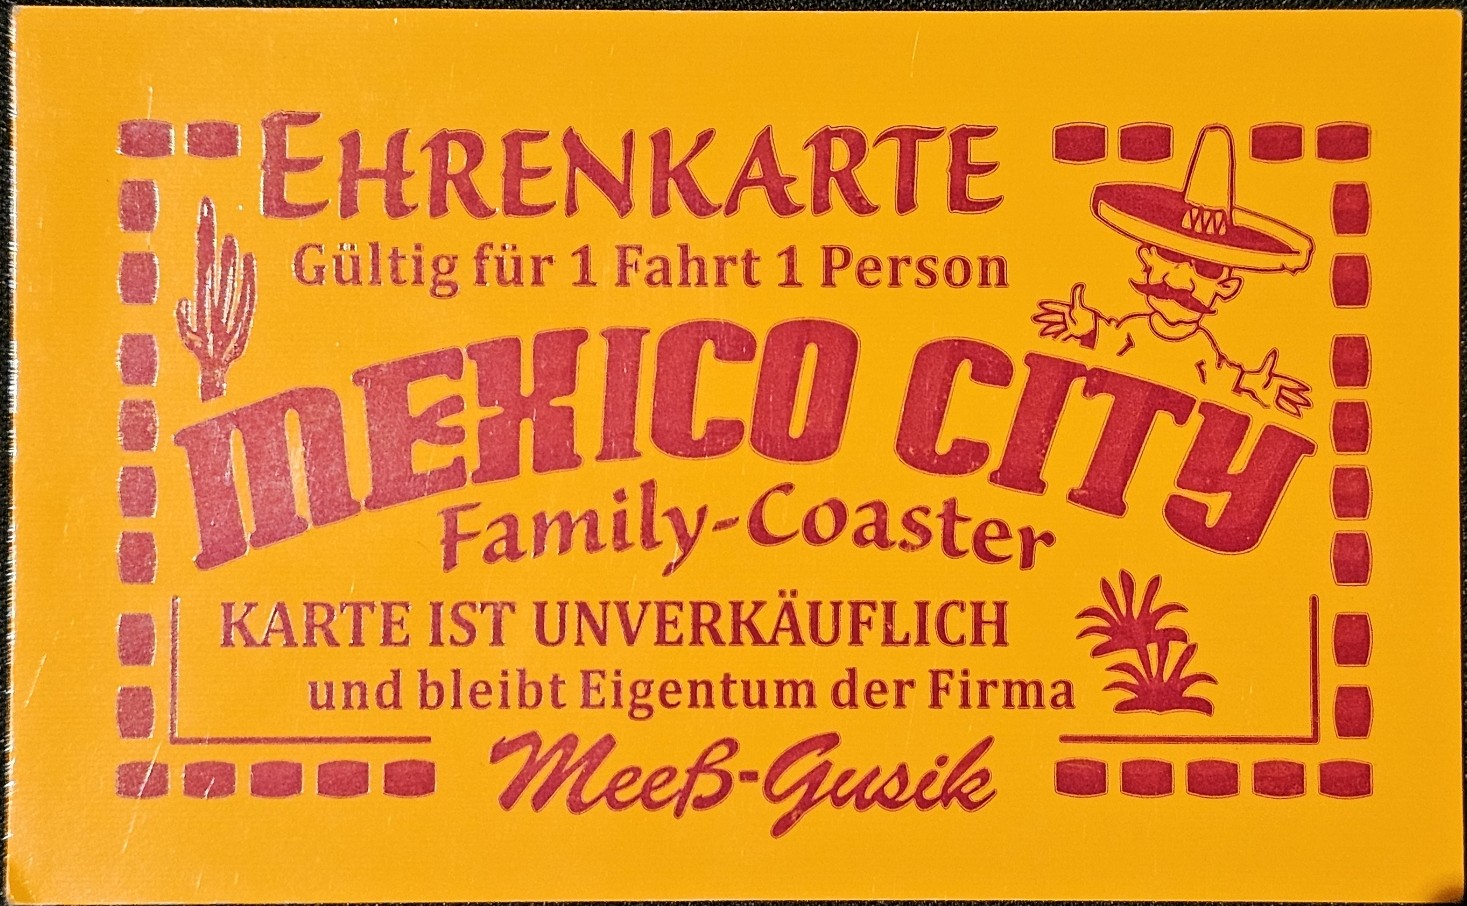 EHRENKARTE
Gültig für 1 Fahrt 1 Person
MEXICO CITY
Family-Coaster
KARTE IST UNVERKÄUFLICH
und bleibt Eigentum der Firma
Meeß-Gusik